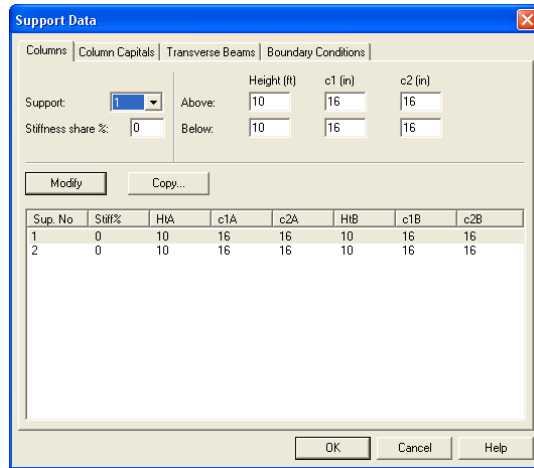 Support Data
Columns Column Capitals Transverse Beams Boundary Conditions
Height (ft) c1 (in) c2 (in)
Support: 1 Above: 10 16 16
Stiffness share %: 0 Below: 10 16 16
Modify Copy...
Sup. No Stiff% HtA c1A c2A HtB c1B c2B
1 0 10 16 16 10 16 16
2 0 10 16 16 10 16 16
OK Cancel Help